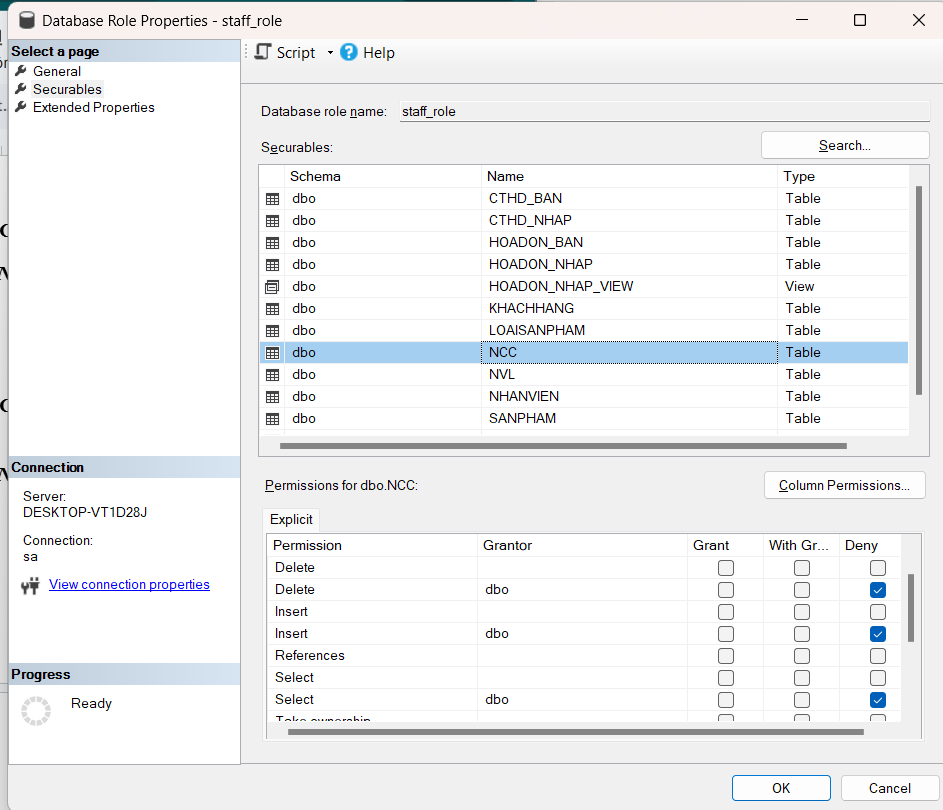 Database Role Properties - staff_role
Select a page
General
Securables
Extended Properties
Script
Help
Database role name: staff_role
Securables:
Search...
Schema Name Type
dbo CTHD_BAN Table
dbo CTHD_NHAP Table
dbo HOADON_BAN Table
dbo HOADON_NHAP Table
dbo HOADON_NHAP_VIEW View
dbo KHACHHANG Table
dbo LOAISANPHAM Table
dbo NCC Table
dbo NVL Table
dbo NHANVIEN Table
dbo SANPHAM Table
Connection
Server:
DESKTOP-VT1D28J
Connection:
sa
View connection properties
Progress
Ready
Permissions for dbo.NCC:
Column Permissions...
Explicit
Permission Grantor Grant With Gr... Deny
Delete
Delete dbo
Insert
Insert dbo
References
Select
Select dbo
Take ownership
OK
Cancel